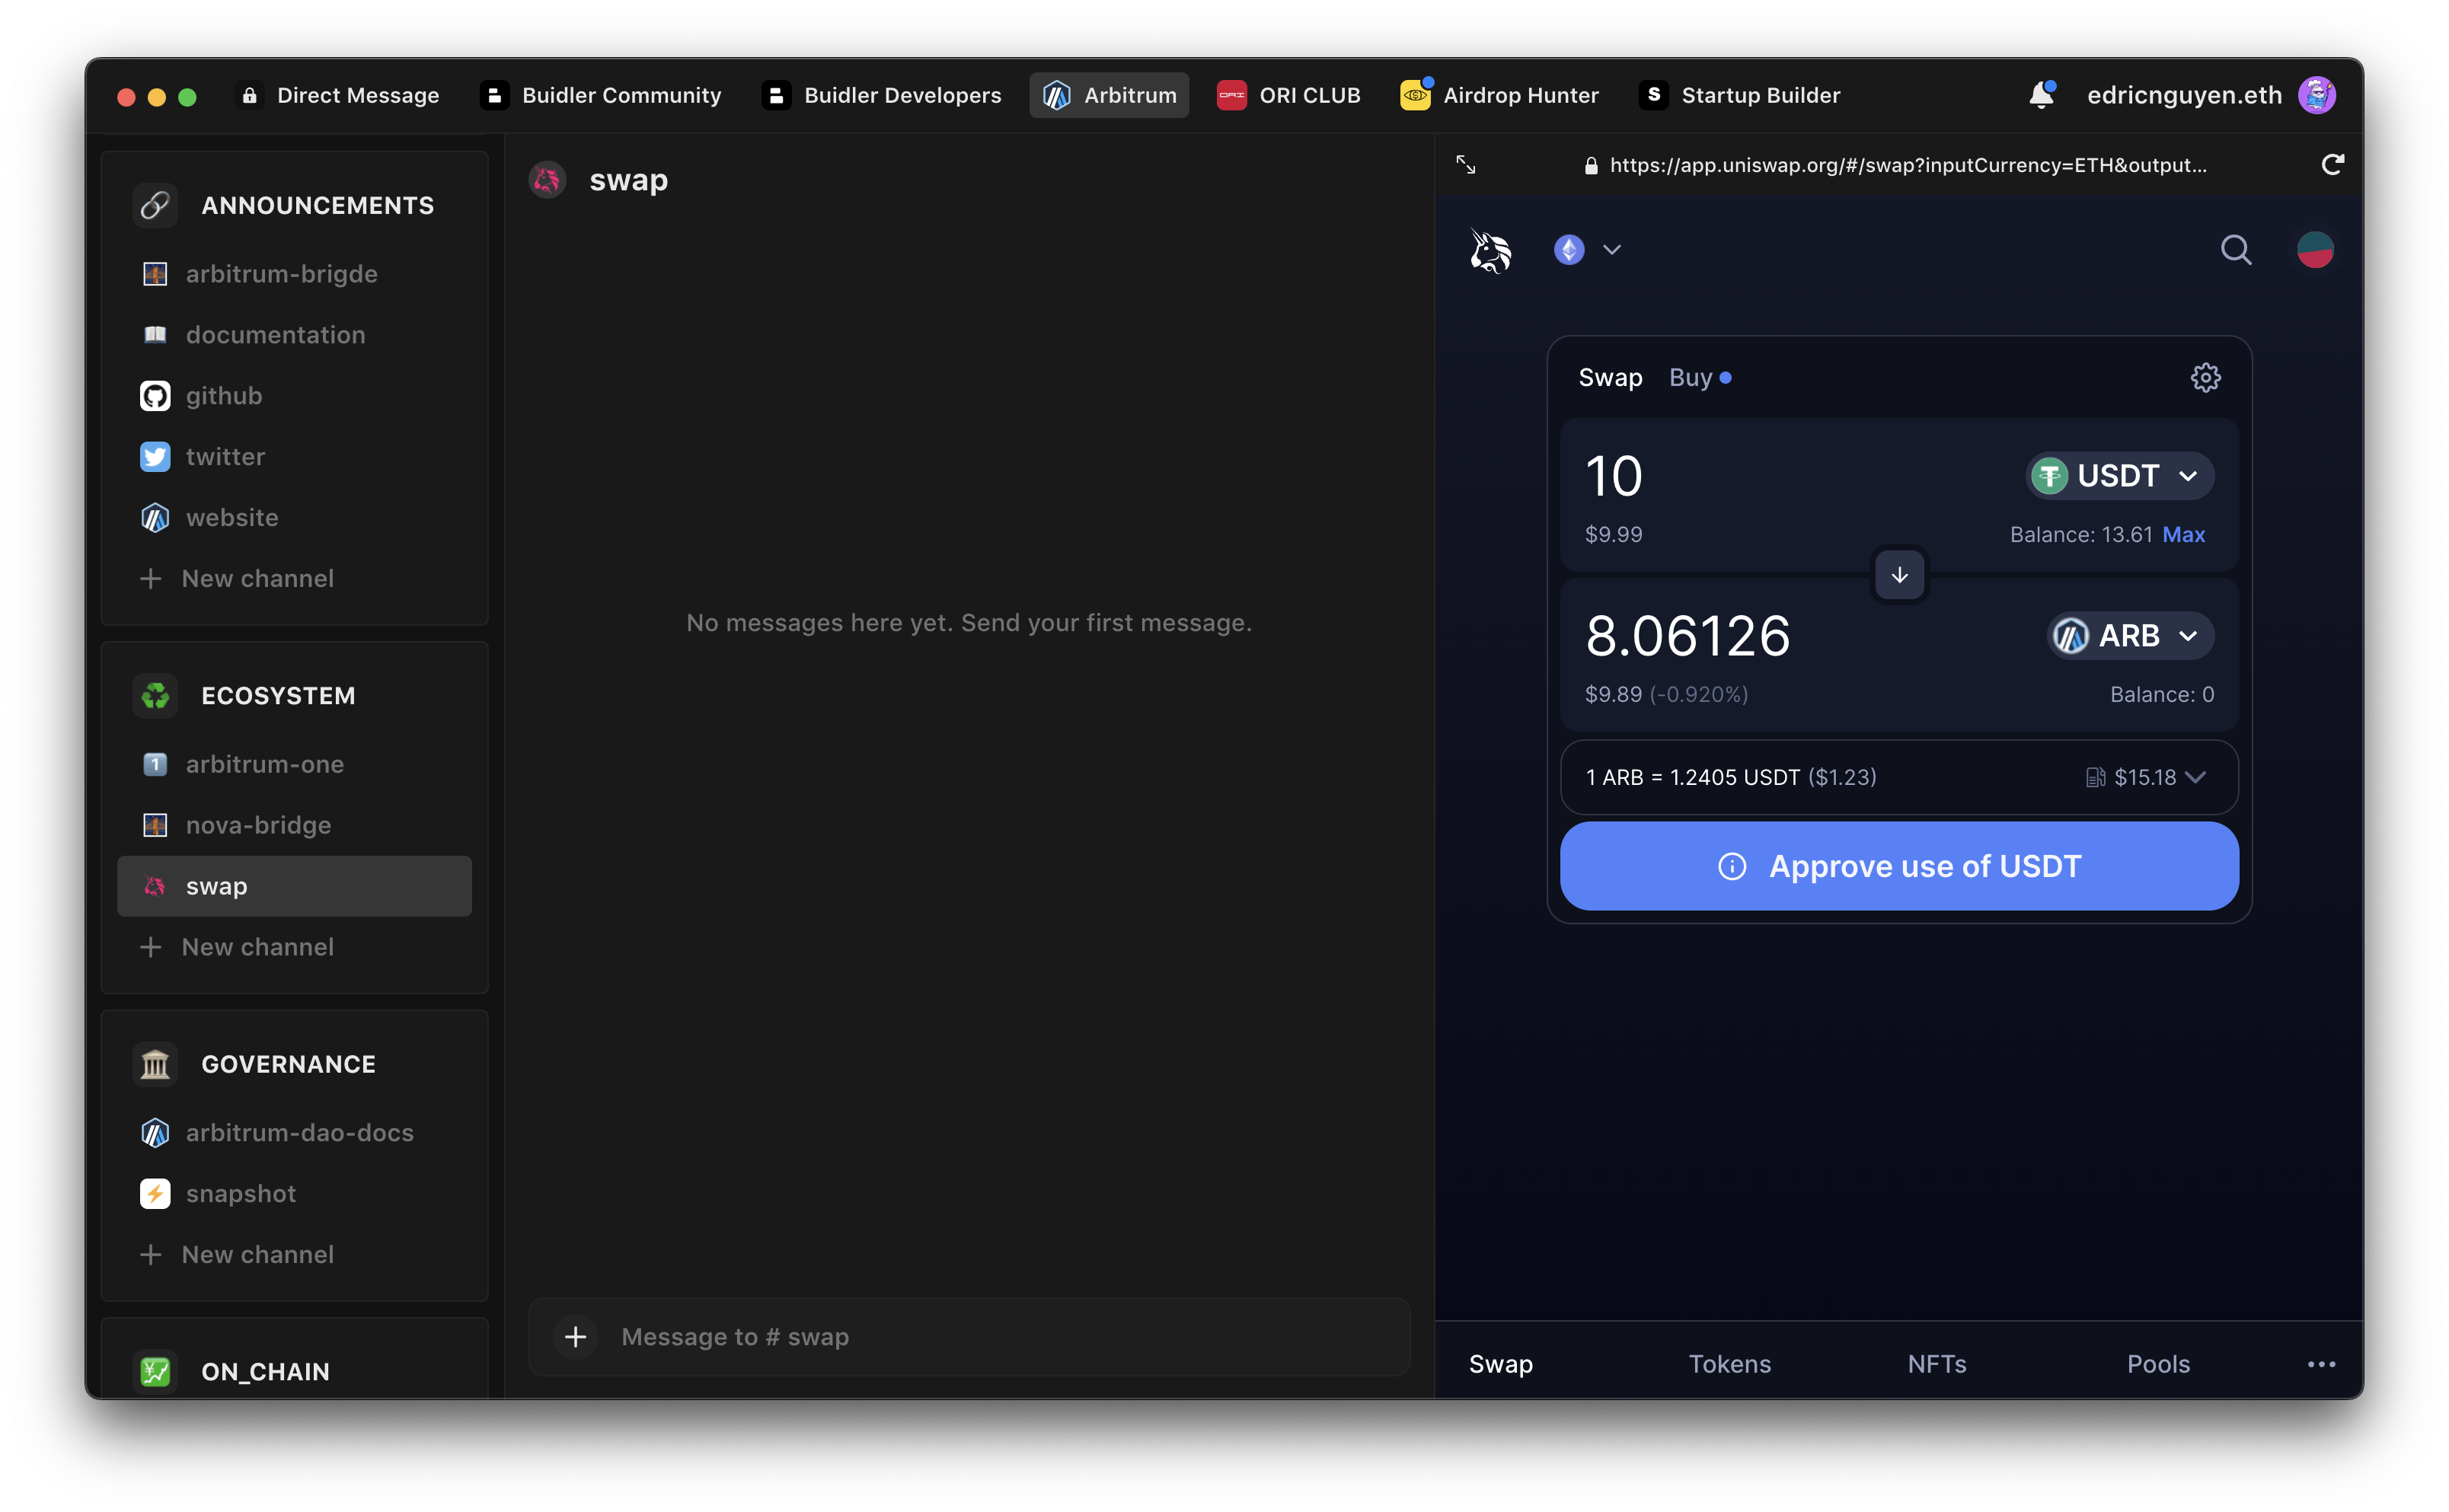 Direct Message
Buidler Community
Buidler Developers
Arbitrum
ORI CLUB
Airdrop Hunter
S Startup Builder
edricnguyen.eth
ANNOUNCEMENTS
arbitrum-brigde
documentation
github
twitter
website
+ New channel
ECOSYSTEM
1 arbitrum-one
nova-bridge
swap
+ New channel
GOVERNANCE
arbitrum-dao-docs
snapshot
+ New channel
ON_CHAIN
swap
No messages here yet. Send your first message.
+ Message to # swap
https://app.uniswap.org/#/swap?inputCurrency=ETH&output...
Swap Buy
10 USDT
$9.99 Balance: 13.61 Max
8.06126 ARB
$9.89 (-0.920%) Balance: 0
1 ARB = 1.2405 USDT ($1.23) $15.18
Approve use of USDT
Swap Tokens NFTs Pools ...